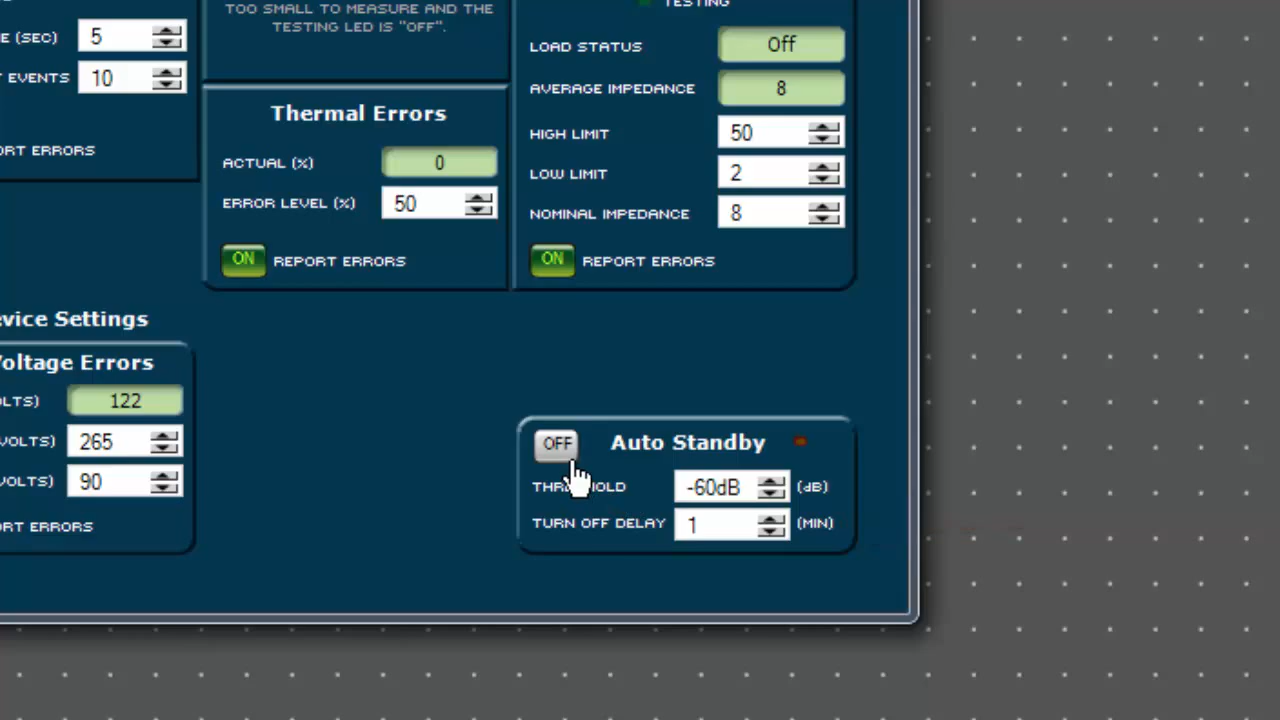 E (SEC) 5
T EVENTS 10
ORT ERRORS
TOO SMALL TO MEASURE AND THE
TESTING LED IS "OFF".
Thermal Errors
ACTUAL (%) 0
ERROR LEVEL (%) 50
ON REPORT ERRORS
TESTING
LOAD STATUS Off
AVERAGE IMPEDANCE 8
HIGH LIMIT 50
LOW LIMIT 2
NOMINAL IMPEDANCE 8
ON REPORT ERRORS
evice Settings
Voltage Errors
OLTS) 122
VOLTS) 265
VOLTS) 90
ORT ERRORS
OFF Auto Standby
-60dB (dB)
TURN OFF DELAY 1 (MIN)